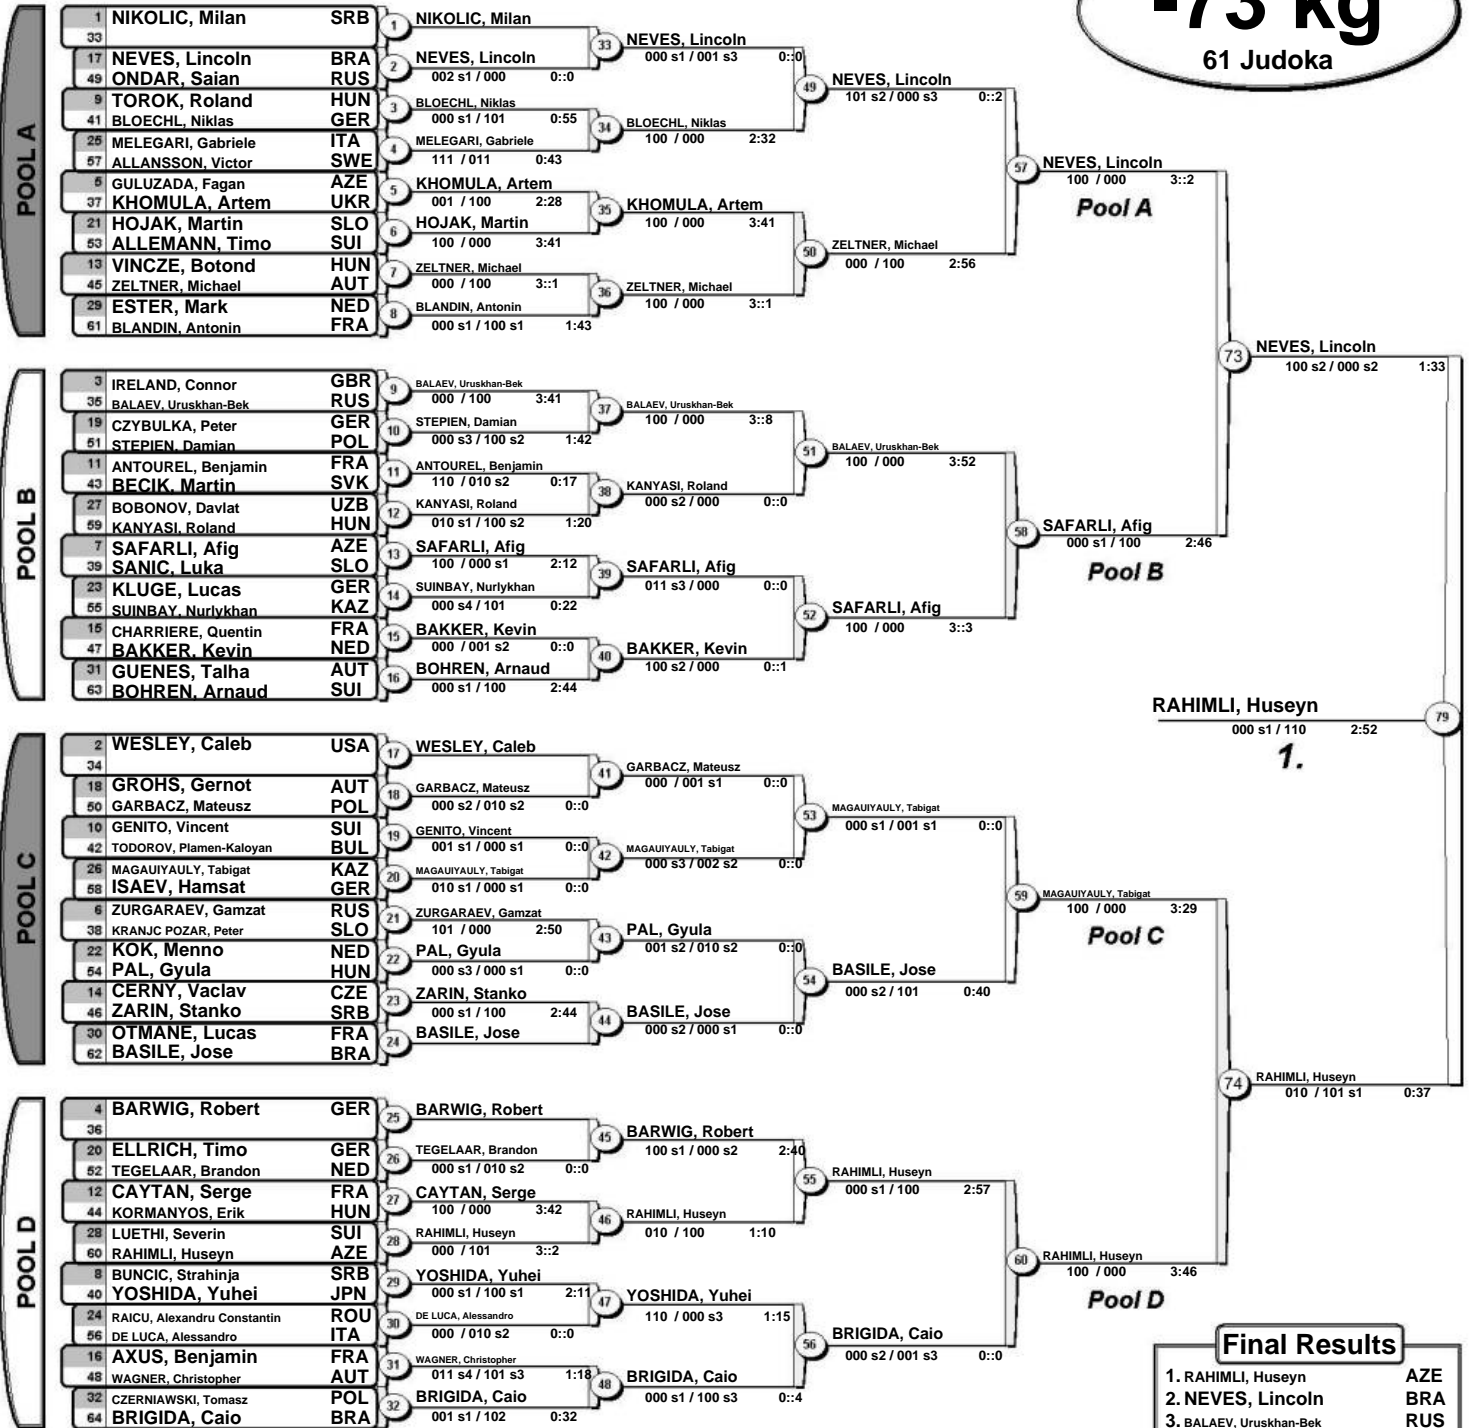 -73 kg
61 Judoka
POOL A
1 NIKOLIC, Milan SRB
33
17 NEVES, Lincoln BRA
49 ONDAR, Saian RUS
9 TOROK, Roland HUN
41 BLOECHL, Niklas GER
25 MELEGARI, Gabriele ITA
57 ALLANSSON, Victor SWE
5 GULUZADA, Fagan AZE
37 KHOMULA, Artem UKR
21 HOJAK, Martin SLO
53 ALLEMANN, Timo SUI
13 VINCZE, Botond HUN
45 ZELTNER, Michael AUT
29 ESTER, Mark NED
61 BLANDIN, Antonin FRA
1 NIKOLIC, Milan
2 NEVES, Lincoln
002 s1 / 000 0::0
3 BLOECHL, Niklas
000 s1 / 101 0:55
4 MELEGARI, Gabriele
111 / 011 0:43
5 KHOMULA, Artem
001 / 100 2:28
6 HOJAK, Martin
100 / 000 3:41
7 ZELTNER, Michael
000 / 100 3::1
8 BLANDIN, Antonin
000 s1 / 100 s1 1:43
33 NEVES, Lincoln
000 s1 / 001 s3 0::0
34 BLOECHL, Niklas
100 / 000 2:32
35 KHOMULA, Artem
100 / 000 3:41
36 ZELTNER, Michael
100 / 000 3::1
49 NEVES, Lincoln
101 s2 / 000 s3 0::2
50 ZELTNER, Michael
000 / 100 2:56
57 NEVES, Lincoln
100 / 000 3::2
Pool A
POOL B
3 IRELAND, Connor GBR
35 BALAEV, Uruskhan-Bek RUS
19 CZYBULKA, Peter GER
51 STEPIEN, Damian POL
11 ANTOUREL, Benjamin FRA
43 BECIK, Martin SVK
27 BOBONOV, Davlat UZB
59 KANYASI, Roland HUN
7 SAFARLI, Afig AZE
39 SANIC, Luka SLO
23 KLUGE, Lucas GER
55 SUINBAY, Nurlykhan KAZ
15 CHARRIERE, Quentin FRA
47 BAKKER, Kevin NED
31 GUENES, Talha AUT
63 BOHREN, Arnaud SUI
9 BALAEV, Uruskhan-Bek
000 / 100 3:41
10 STEPIEN, Damian
000 s3 / 100 s2 1:42
11 ANTOUREL, Benjamin
110 / 010 s2 0:17
12 KANYASI, Roland
010 s1 / 100 s2 1:20
13 SAFARLI, Afig
100 / 000 s1 2:12
14 SUINBAY, Nurlykhan
000 s4 / 101 0:22
15 BAKKER, Kevin
000 / 001 s2 0::0
16 BOHREN, Arnaud
000 s1 / 100 2:44
37 BALAEV, Uruskhan-Bek
100 / 000 3::8
38 KANYASI, Roland
000 s2 / 000 0::0
39 SAFARLI, Afig
011 s3 / 000 0::0
40 BAKKER, Kevin
100 s2 / 000 0::1
51 BALAEV, Uruskhan-Bek
100 / 000 3:52
52 SAFARLI, Afig
100 / 000 3::3
58 SAFARLI, Afig
000 s1 / 100 2:46
Pool B
73 NEVES, Lincoln
100 s2 / 000 s2 1:33
RAHIMLI, Huseyn 79
000 s1 / 110 2:52
1.
POOL C
2 WESLEY, Caleb USA
34
18 GROHS, Gernot AUT
50 GARBACZ, Mateusz POL
10 GENITO, Vincent SUI
42 TODOROV, Plamen-Kaloyan BUL
26 MAGAUIYAULY, Tabigat KAZ
58 ISAEV, Hamsat GER
6 ZURGARAEV, Gamzat RUS
38 KRANJC POZAR, Peter SLO
22 KOK, Menno NED
54 PAL, Gyula HUN
14 CERNY, Vaclav CZE
46 ZARIN, Stanko SRB
30 OTMANE, Lucas FRA
62 BASILE, Jose BRA
17 WESLEY, Caleb
18 GARBACZ, Mateusz
000 s2 / 010 s2 0::0
19 GENITO, Vincent
001 s1 / 000 s1 0::0
20 MAGAUIYAULY, Tabigat
010 s1 / 000 s1 0::0
21 ZURGARAEV, Gamzat
101 / 000 2:50
22 PAL, Gyula
000 s3 / 000 s1 0::0
23 ZARIN, Stanko
000 s1 / 100 2:44
24 BASILE, Jose
41 GARBACZ, Mateusz
000 / 001 s1 0::0
42 MAGAUIYAULY, Tabigat
000 s3 / 002 s2 0::0
43 PAL, Gyula
001 s2 / 010 s2 0::0
44 BASILE, Jose
000 s2 / 000 s1 0::0
53 MAGAUIYAULY, Tabigat
000 s1 / 001 s1 0::0
54 BASILE, Jose
000 s2 / 101 0:40
59 MAGAUIYAULY, Tabigat
100 / 000 3:29
Pool C
74 RAHIMLI, Huseyn
010 / 101 s1 0:37
POOL D
4 BARWIG, Robert GER
36
20 ELLRICH, Timo GER
52 TEGELAAR, Brandon NED
12 CAYTAN, Serge FRA
44 KORMANYOS, Erik HUN
28 LUETHI, Severin SUI
60 RAHIMLI, Huseyn AZE
8 BUNCIC, Strahinja SRB
40 YOSHIDA, Yuhei JPN
24 RAICU, Alexandru Constantin ROU
56 DE LUCA, Alessandro ITA
16 AXUS, Benjamin FRA
48 WAGNER, Christopher AUT
32 CZERNIAWSKI, Tomasz POL
64 BRIGIDA, Caio BRA
25 BARWIG, Robert
26 TEGELAAR, Brandon
000 s1 / 010 s2 0::0
27 CAYTAN, Serge
100 / 000 3:42
28 RAHIMLI, Huseyn
000 / 101 3::2
29 YOSHIDA, Yuhei
000 s1 / 100 s1 2:11
30 DE LUCA, Alessandro
000 / 010 s2 0::0
31 WAGNER, Christopher
011 s4 / 101 s3 1:18
32 BRIGIDA, Caio
001 s1 / 102 0:32
45 BARWIG, Robert
100 s1 / 000 s2 2:40
46 RAHIMLI, Huseyn
010 / 100 1:10
47 YOSHIDA, Yuhei
110 / 000 s3 1:15
48 BRIGIDA, Caio
000 s1 / 100 s3 0::4
55 RAHIMLI, Huseyn
000 s1 / 100 2:57
56 BRIGIDA, Caio
000 s2 / 001 s3 0::0
60 RAHIMLI, Huseyn
100 / 000 3:46
Pool D
Final Results
1. RAHIMLI, Huseyn AZE
2. NEVES, Lincoln BRA
3. BALAEV, Uruskhan-Bek RUS